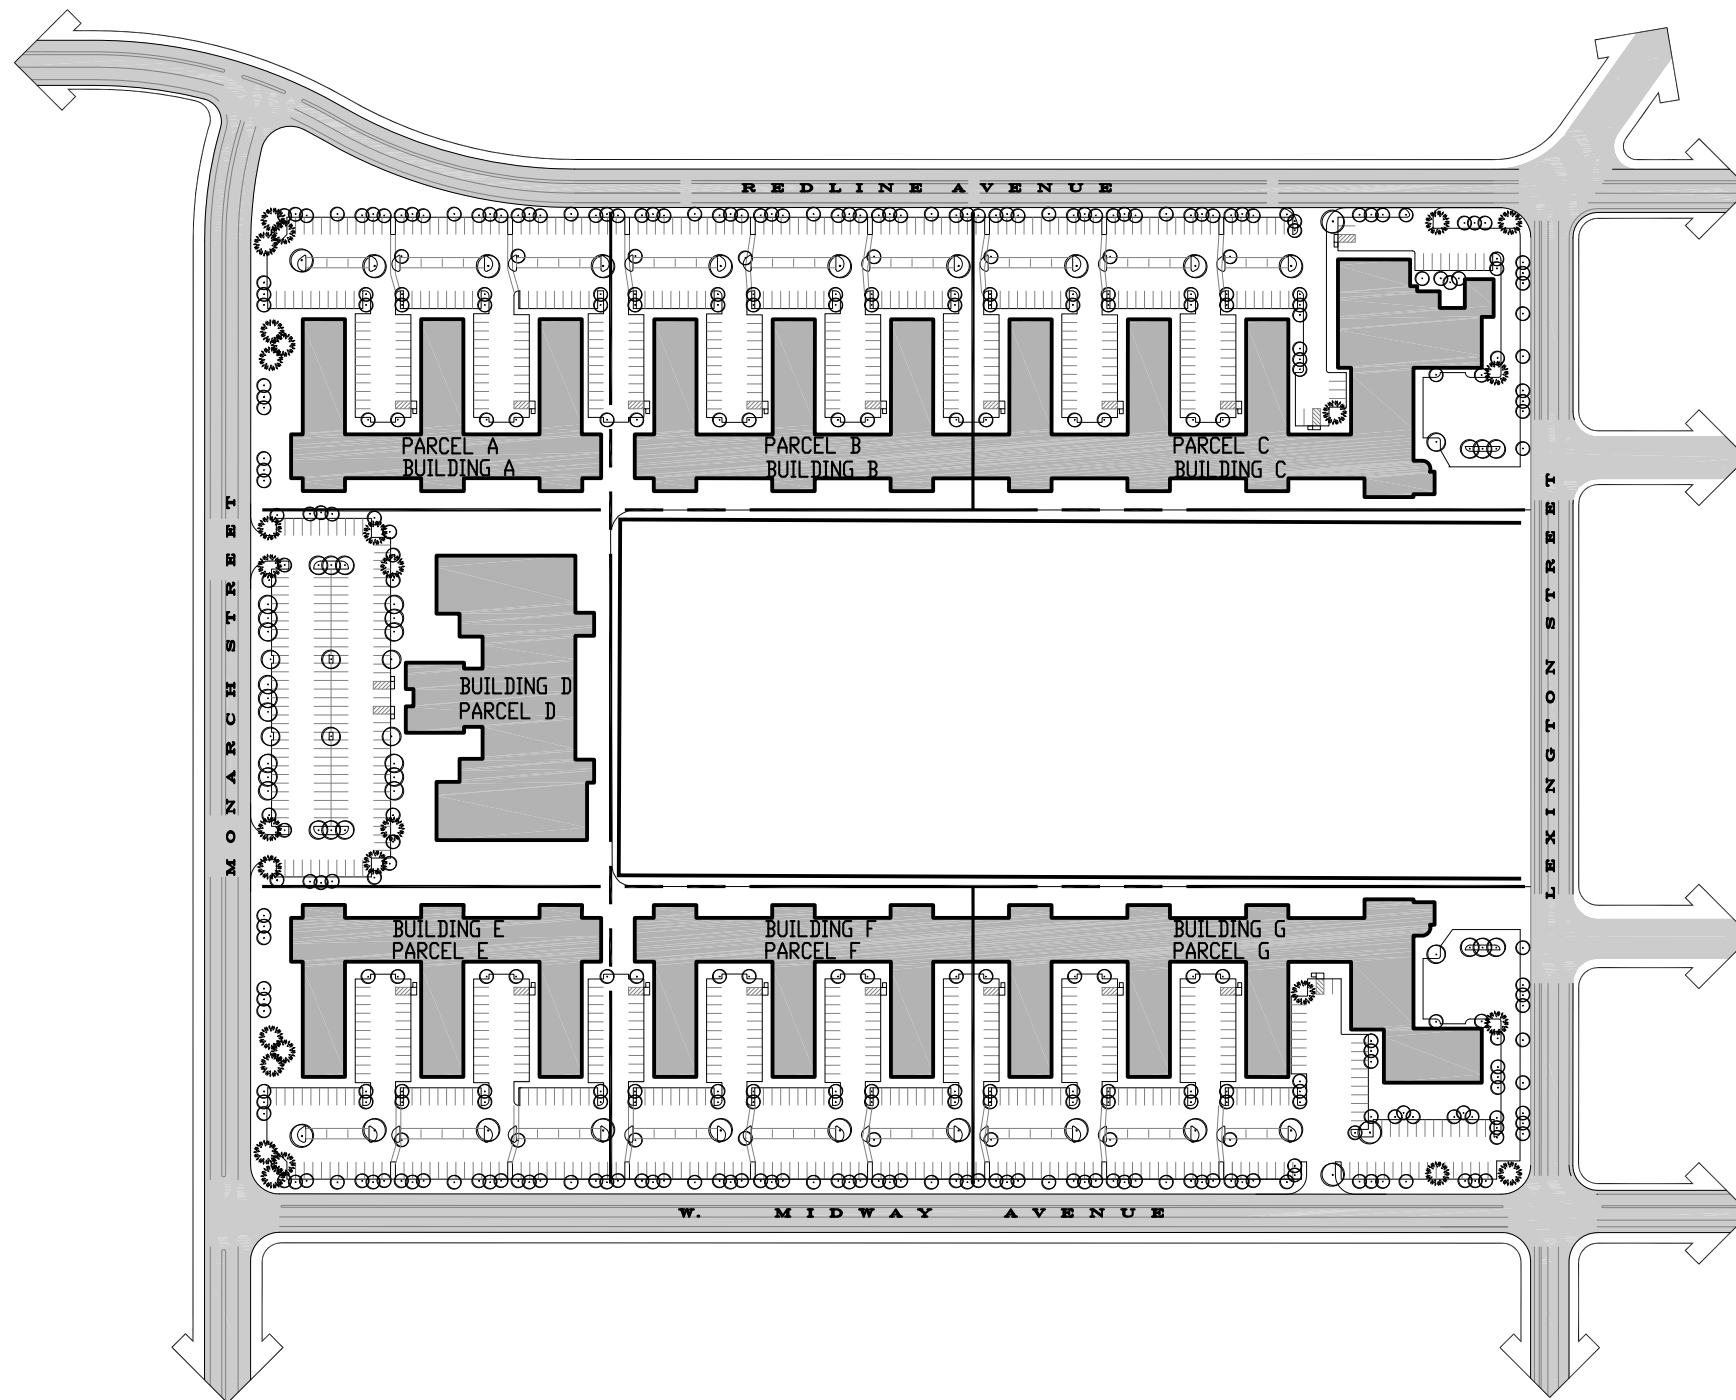 REDLINE AVENUE
PARCEL A
BUILDING A
PARCEL B
BUILDING B
PARCEL C
BUILDING C
MONARCH STREET
LEXINGTON STREET
BUILDING D
PARCEL D
BUILDING E
PARCEL E
BUILDING F
PARCEL F
BUILDING G
PARCEL G
W. MIDWAY AVENUE